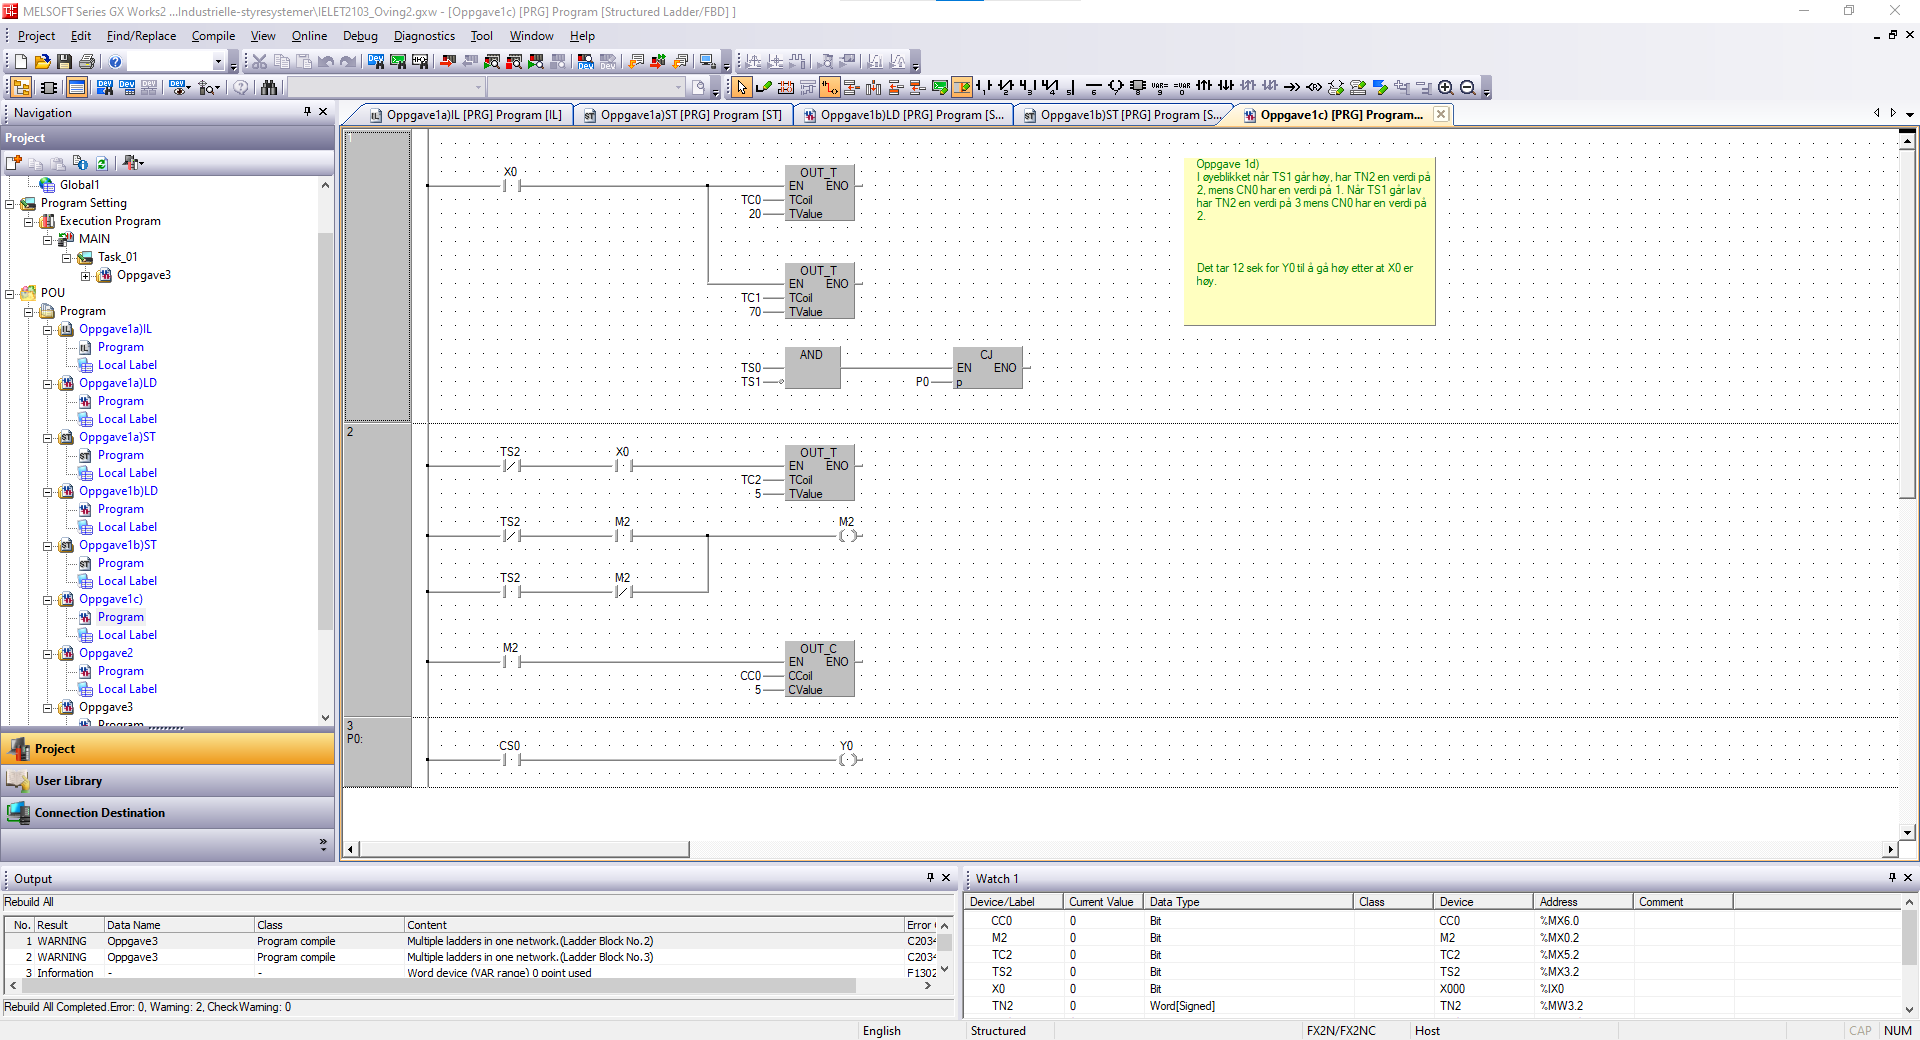 MELSOFT Series GX Works2 ...Industrielle-styresystemer\IELET2103_Oving2.gxw - [Oppgave1c) [PRG] Program [Structured Ladder/FBD] ]
Project Edit Find/Replace Compile View Online Debug Diagnostics Tool Window Help
Navigation
Project
Global1
Program Setting
Execution Program
MAIN
Task_01
Oppgave3
POU
Program
Oppgave1a)IL
Program
Local Label
Oppgave1a)LD
Program
Local Label
Oppgave1a)ST
Program
Local Label
Oppgave1b)LD
Program
Local Label
Oppgave1b)ST
Program
Local Label
Oppgave1c)
Program
Local Label
Oppgave2
Program
Local Label
Oppgave3
Program
Project
User Library
Connection Destination
Oppgave1a)IL [PRG] Program [IL]
Oppgave1a)ST [PRG] Program [ST]
Oppgave1b)LD [PRG] Program [S...
Oppgave1b)ST [PRG] Program [S...
Oppgave1c) [PRG] Program...
X0
OUT_T
EN ENO
TC0 TCoil
20 TValue
OUT_T
EN ENO
TC1 TCoil
70 TValue
AND
TS0
TS1
CJ
EN ENO
P0 p
Oppgave 1d)
I øyeblikket når TS1 går høy, har TN2 en verdi på
2, mens CN0 har en verdi på 1. Når TS1 går lav
har TN2 en verdi på 3 mens CN0 har en verdi på
2.
Det tar 12 sek for Y0 til å gå høy etter at X0 er
høy.
2
TS2 X0
OUT_T
EN ENO
TC2 TCoil
5 TValue
TS2 M2 M2
TS2 M2
M2
OUT_C
EN ENO
CC0 CCoil
5 CValue
3
P0:
CS0 Y0
Output
Rebuild All
No. Result Data Name Class Content Error
1 WARNING Oppgave3 Program compile Multiple ladders in one network.(Ladder Block No.2) C2034
2 WARNING Oppgave3 Program compile Multiple ladders in one network.(Ladder Block No.3) C2034
3 Information - - Word device (VAR range) 0 point used F1302
Rebuild All Completed.Error: 0, Warning: 2, CheckWarning: 0
Watch 1
Device/Label Current Value Data Type Class Device Address Comment
CC0 0 Bit CC0 %MX6.0
M2 0 Bit M2 %MX0.2
TC2 0 Bit TC2 %MX5.2
TS2 0 Bit TS2 %MX3.2
X0 0 Bit X000 %IX0
TN2 0 Word[Signed] TN2 %MW3.2
English Structured FX2N/FX2NC Host CAP NUM